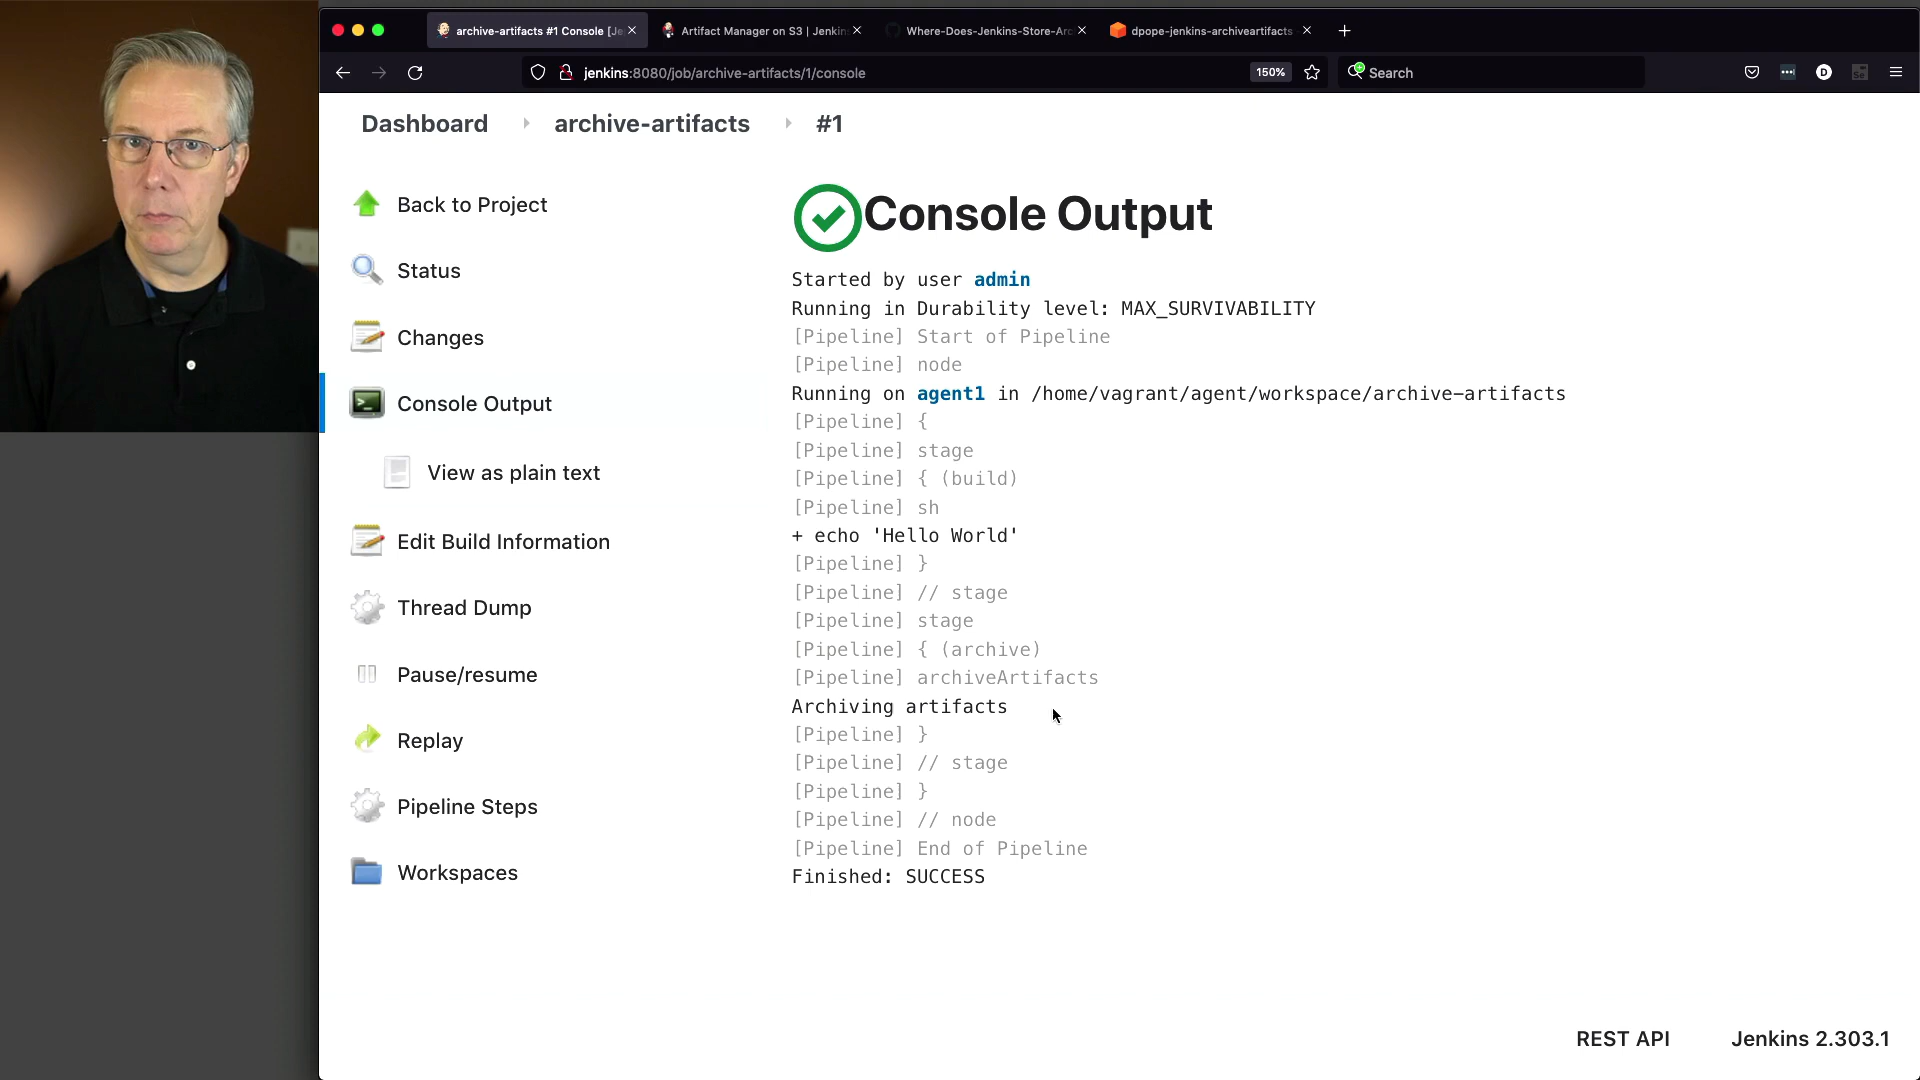 archive-artifacts #1 Console [Je
Artifact Manager on S3 | Jenkin
Where-Does-Jenkins-Store-Arc
dpope-jenkins-archiveartifacts
jenkins:8080/job/archive-artifacts/1/console
150%
Search
D
Dashboard
archive-artifacts
#1
Back to Project
Status
Changes
Console Output
View as plain text
Edit Build Information
Thread Dump
Pause/resume
Replay
Pipeline Steps
Workspaces
Console Output
Started by user admin
Running in Durability level: MAX_SURVIVABILITY
[Pipeline] Start of Pipeline
[Pipeline] node
Running on agent1 in /home/vagrant/agent/workspace/archive-artifacts
[Pipeline] {
[Pipeline] stage
[Pipeline] { (build)
[Pipeline] sh
+ echo 'Hello World'
[Pipeline] }
[Pipeline] // stage
[Pipeline] stage
[Pipeline] { (archive)
[Pipeline] archiveArtifacts
Archiving artifacts
[Pipeline] }
[Pipeline] // stage
[Pipeline] }
[Pipeline] // node
[Pipeline] End of Pipeline
Finished: SUCCESS
REST API
Jenkins 2.303.1